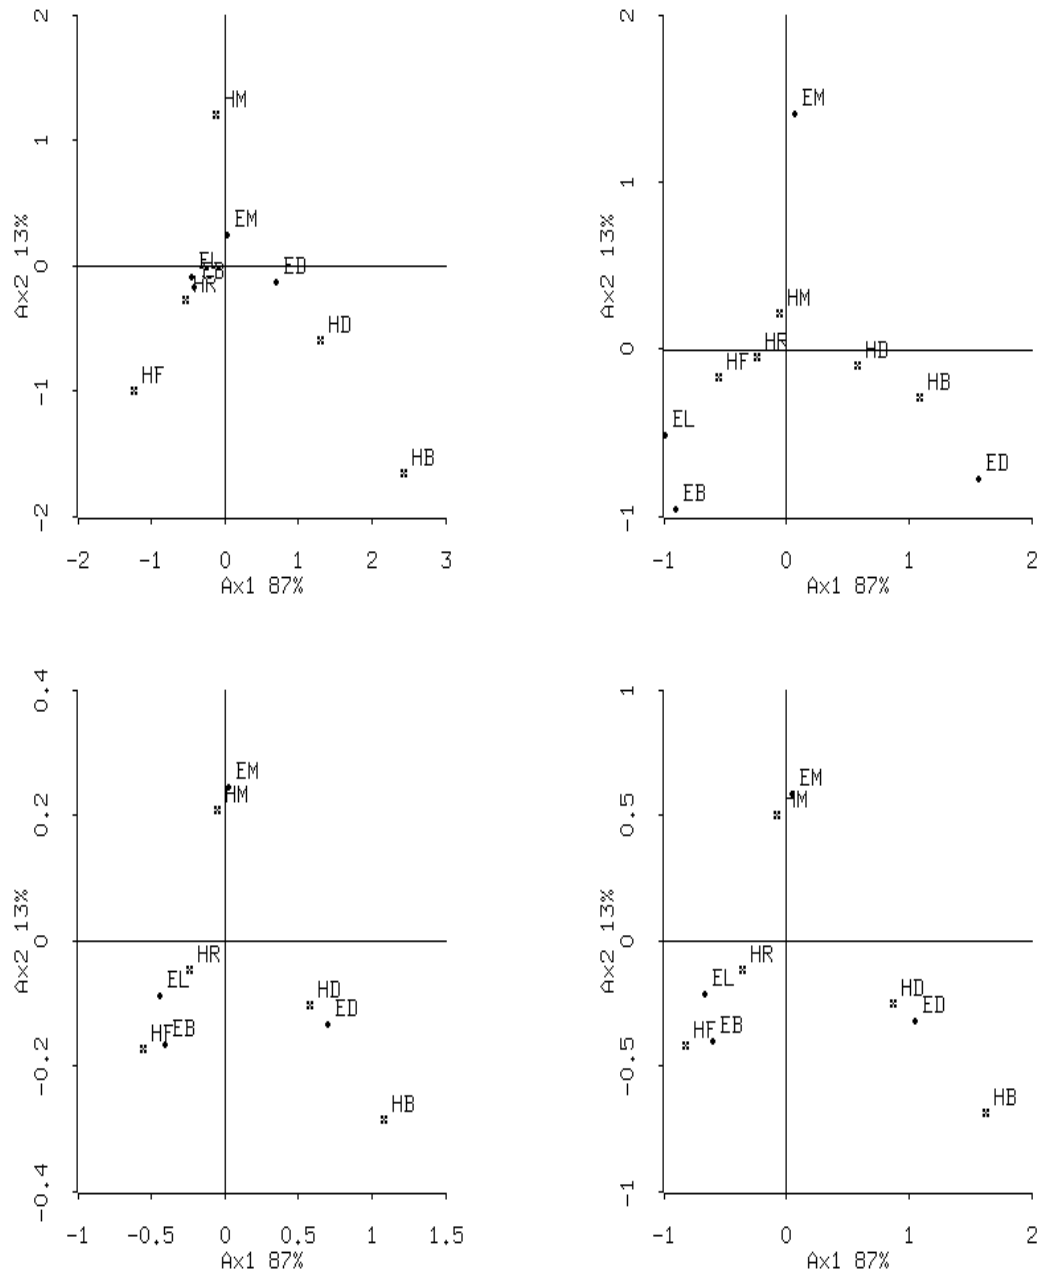 2
1
0
-1
-2
Ax2 13%
HM
EM
EL
EB
ED
HR
HD
HF
HB
-2 -1 0 1 2 3
Ax1 87%
2
1
0
-1
Ax2 13%
EM
HM
HR
HD
HF
HB
EL
ED
EB
-1 0 1 2
Ax1 87%
0.4
0.2
0
-0.2
-0.4
Ax2 13%
EM
HM
HR
EL
HD
ED
HF EB
HB
-1 -0.5 0 0.5 1 1.5
Ax1 87%
1
0.5
0
-0.5
-1
Ax2 13%
EM
HM
HR
EL
HD
ED
HF EB
HB
-1 0 1 2
Ax1 87%